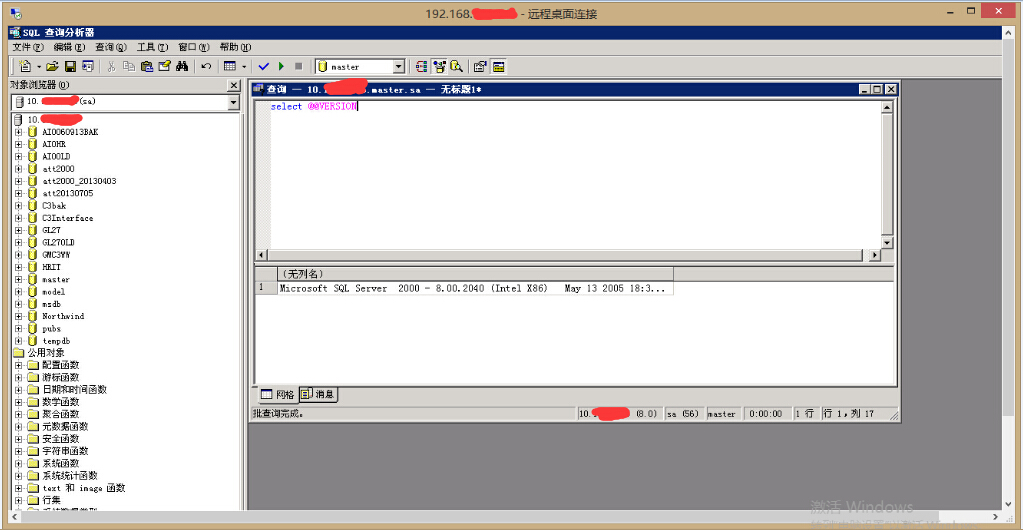 192.168. - 远程桌面连接
SQL 查询分析器
文件(F) 编辑(E) 查询(Q) 工具(T) 窗口(W) 帮助(H)
master
对象浏览器(O)
10. (sa)
10.
AIO060913BAK
AIOHR
AIOOLD
att2000
att2000_20130403
att20130705
C3bak
C3Interface
GL27
GL27OLD
GWC3YW
HRIT
master
model
msdb
Northwind
pubs
tempdb
公用对象
配置函数
游标函数
日期和时间函数
数学函数
聚合函数
元数据函数
安全函数
字符串函数
系统函数
系统统计函数
text 和 image 函数
行集
查询 — 10. .master.sa — 无标题1*
select @@VERSION
(无列名)
1 Microsoft SQL Server 2000 - 8.00.2040 (Intel X86) May 13 2005 18:3...
网格 消息
批查询完成。 10. (8.0) sa (56) master 0:00:00 1 行 行 1, 列 17
激活 Windows